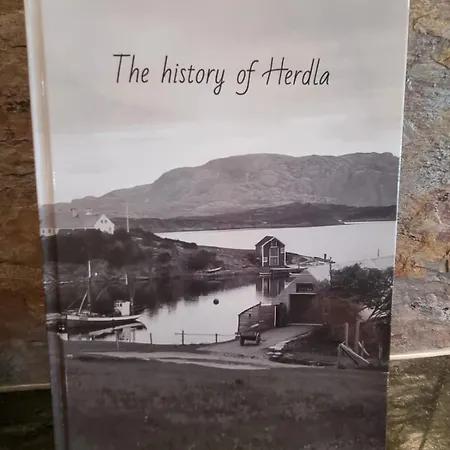 The history of Herdla